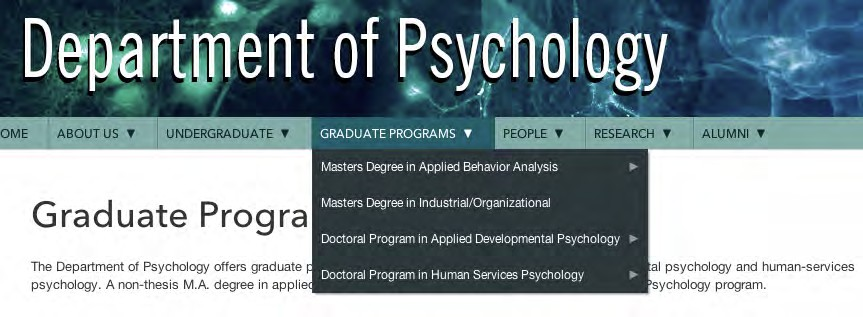 Department of Psychology
OME ABOUT US ▼ UNDERGRADUATE ▼ GRADUATE PROGRAMS ▼ PEOPLE ▼ RESEARCH ▼ ALUMNI ▼
Masters Degree in Applied Behavior Analysis ▶
Masters Degree in Industrial/Organizational
Doctoral Program in Applied Developmental Psychology ▶
Doctoral Program in Human Services Psychology ▶
Graduate Progra
The Department of Psychology offers graduate p tal psychology and human-services
psychology. A non-thesis M.A. degree in applied Psychology program.